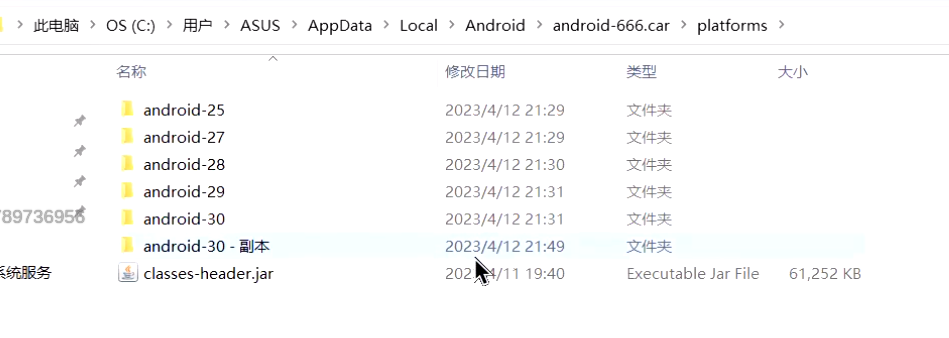 此电脑 > OS (C:) > 用户 > ASUS > AppData > Local > Android > android-666.car > platforms >
名称 修改日期 类型 大小
android-25 2023/4/12 21:29 文件夹
android-27 2023/4/12 21:29 文件夹
android-28 2023/4/12 21:30 文件夹
android-29 2023/4/12 21:31 文件夹
789736956 android-30 2023/4/12 21:31 文件夹
android-30 - 副本 2023/4/12 21:49 文件夹
系统服务 classes-header.jar /4/11 19:40 Executable Jar File 61,252 KB